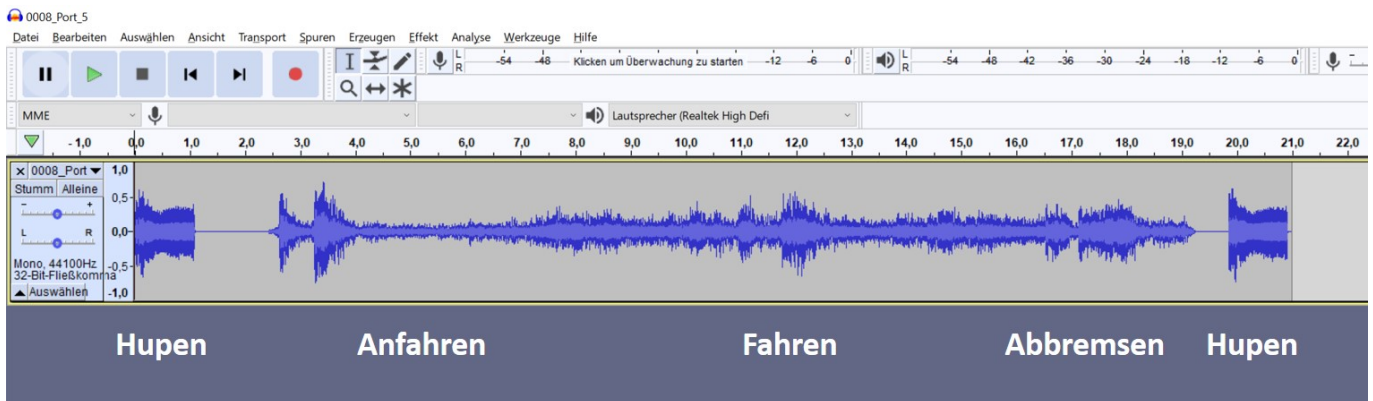 0008_Port_5
Datei Bearbeiten Auswählen Ansicht Transport Spuren Erzeugen Effekt Analyse Werkzeuge Hilfe
L R -54 -48 Klicken um Überwachung zu starten -12 -6 0 L R -54 -48 -42 -36 -30 -24 -18 -12 -6 0
MME Lautsprecher (Realtek High Defi
- 1,0 0,0 1,0 2,0 3,0 4,0 5,0 6,0 7,0 8,0 9,0 10,0 11,0 12,0 13,0 14,0 15,0 16,0 17,0 18,0 19,0 20,0 21,0 22,0
x 0008_Port 1,0
Stumm Alleine
0,5
- +
L R 0,0
Mono, 44100Hz -0,5
32-Bit-Fließkomma
Auswählen -1,0
Hupen Anfahren Fahren Abbremsen Hupen